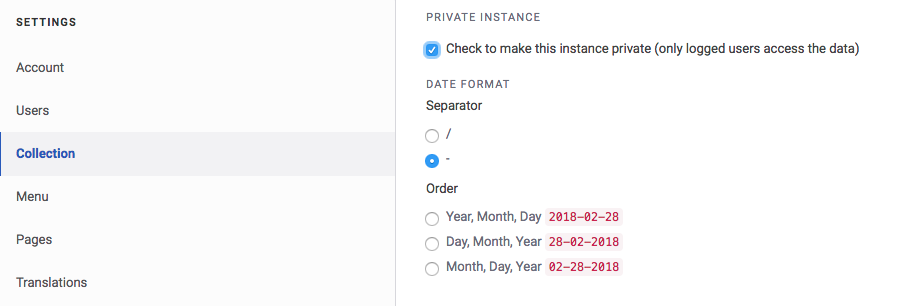 SETTINGS
Account
Users
Collection
Menu
Pages
Translations
PRIVATE INSTANCE
Check to make this instance private (only logged users access the data)
DATE FORMAT
Separator
/
-
Order
Year, Month, Day 2018-02-28
Day, Month, Year 28-02-2018
Month, Day, Year 02-28-2018